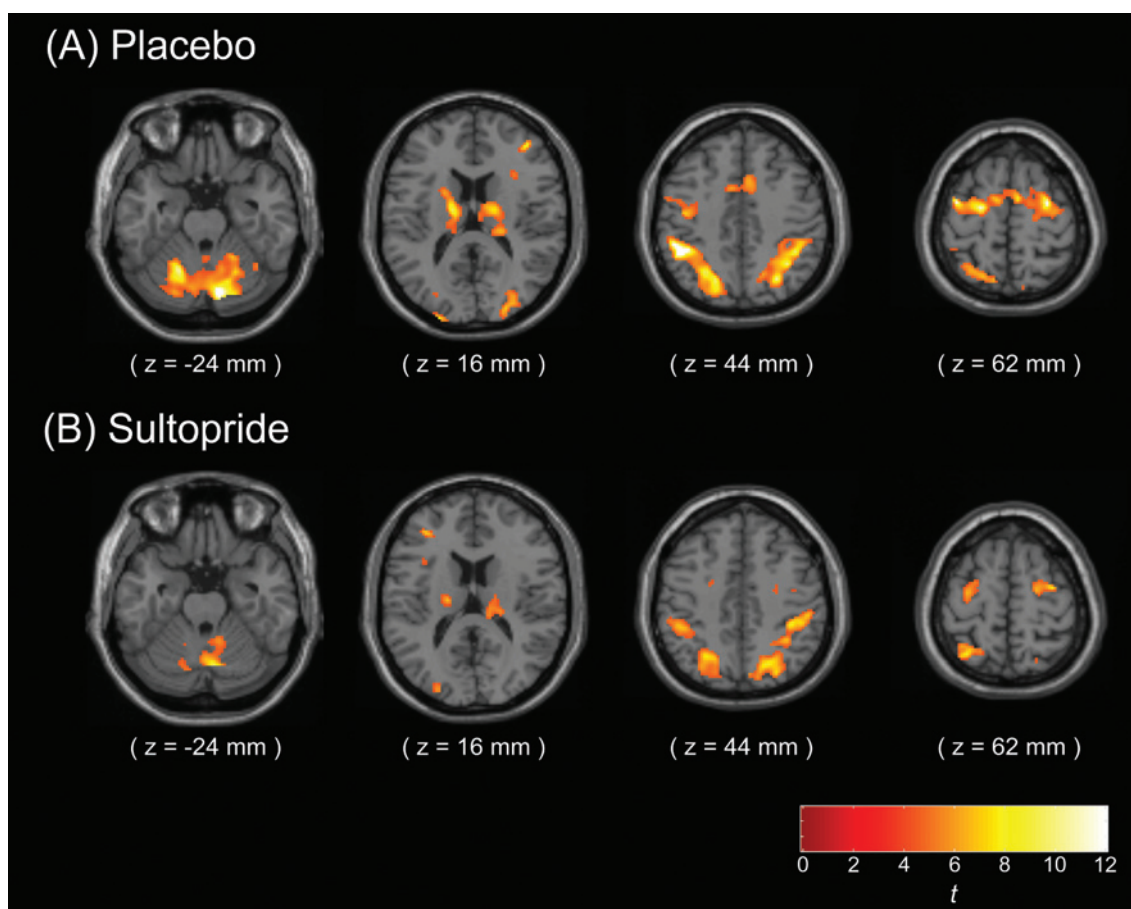 (A) Placebo
( z = -24 mm ) ( z = 16 mm ) ( z = 44 mm ) ( z = 62 mm )
(B) Sultopride
( z = -24 mm ) ( z = 16 mm ) ( z = 44 mm ) ( z = 62 mm )
0 2 4 6 8 10 12
t